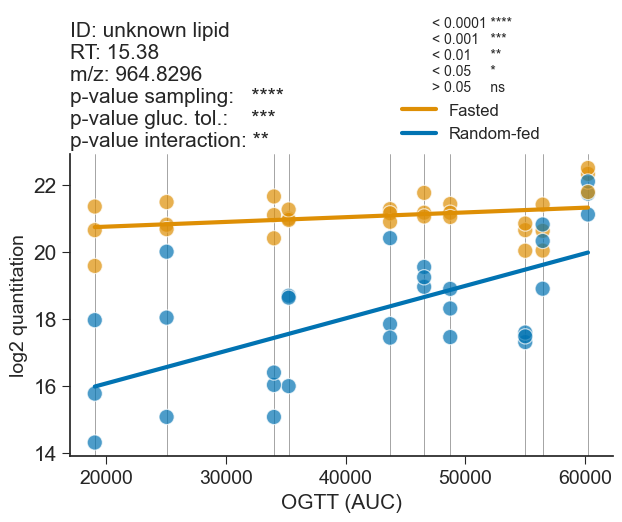 ID: unknown lipid
RT: 15.38
m/z: 964.8296
p-value sampling: ****
p-value gluc. tol.: ***
p-value interaction: **
< 0.0001 ****
< 0.001 ***
< 0.01 **
< 0.05 *
> 0.05 ns
Fasted
Random-fed
log2 quantitation
22
20
18
16
14
20000 30000 40000 50000 60000
OGTT (AUC)